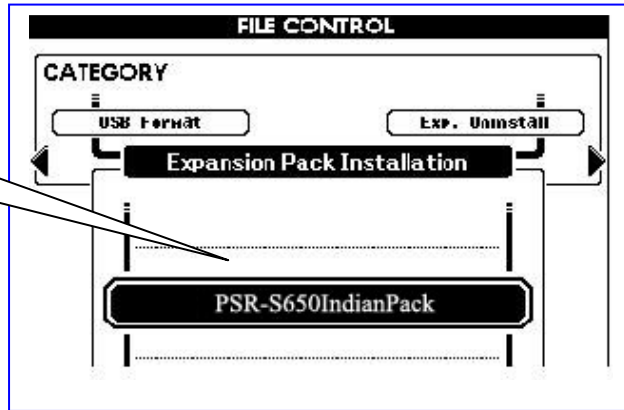 FILE CONTROL
CATEGORY
USB Format
Exp. Uninstall
Expansion Pack Installation
PSR-S650IndianPack